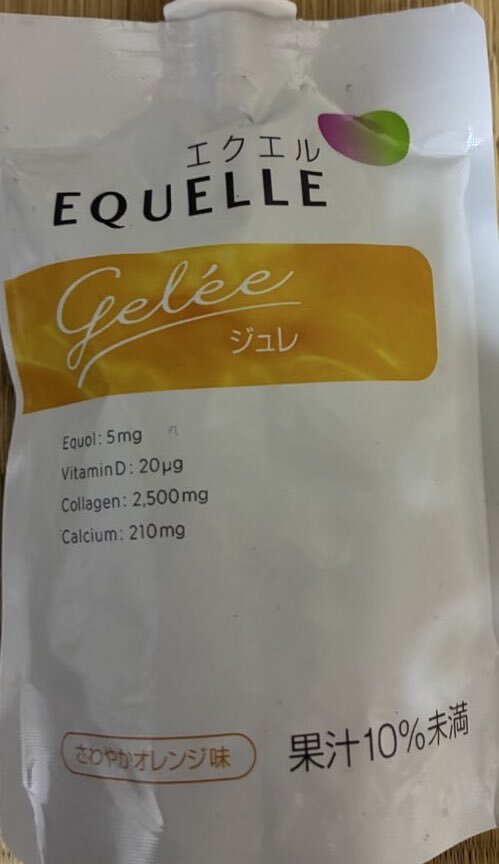 エクエル
EQUELLE
Gelée
ジュレ
Equol: 5mg
VitaminD: 20μg
Collagen: 2,500mg
Calcium: 210mg
さわやかオレンジ味
果汁10%未満